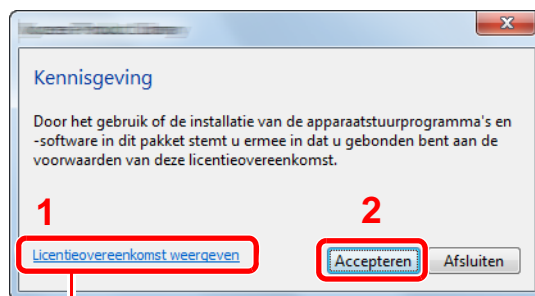 Kennisgeving
Door het gebruik of de installatie van de apparaatstuurprogramma's en
-software in dit pakket stemt u ermee in dat u gebonden bent aan de
voorwaarden van deze licentieovereenkomst.
1
2
Licentieovereenkomst weergeven
Accepteren Afsluiten